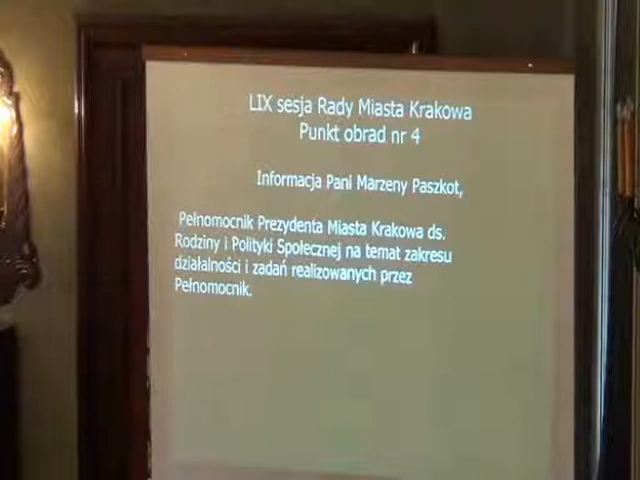 LIX sesja Rady Miasta Krakowa
Punkt obrad nr 4
Informacja Pani Marzeny Paszkot,
Pełnomocnik Prezydenta Miasta Krakowa ds.
Rodziny i Polityki Społecznej na temat zakresu
działalności i zadań realizowanych przez
Pełnomocnik.